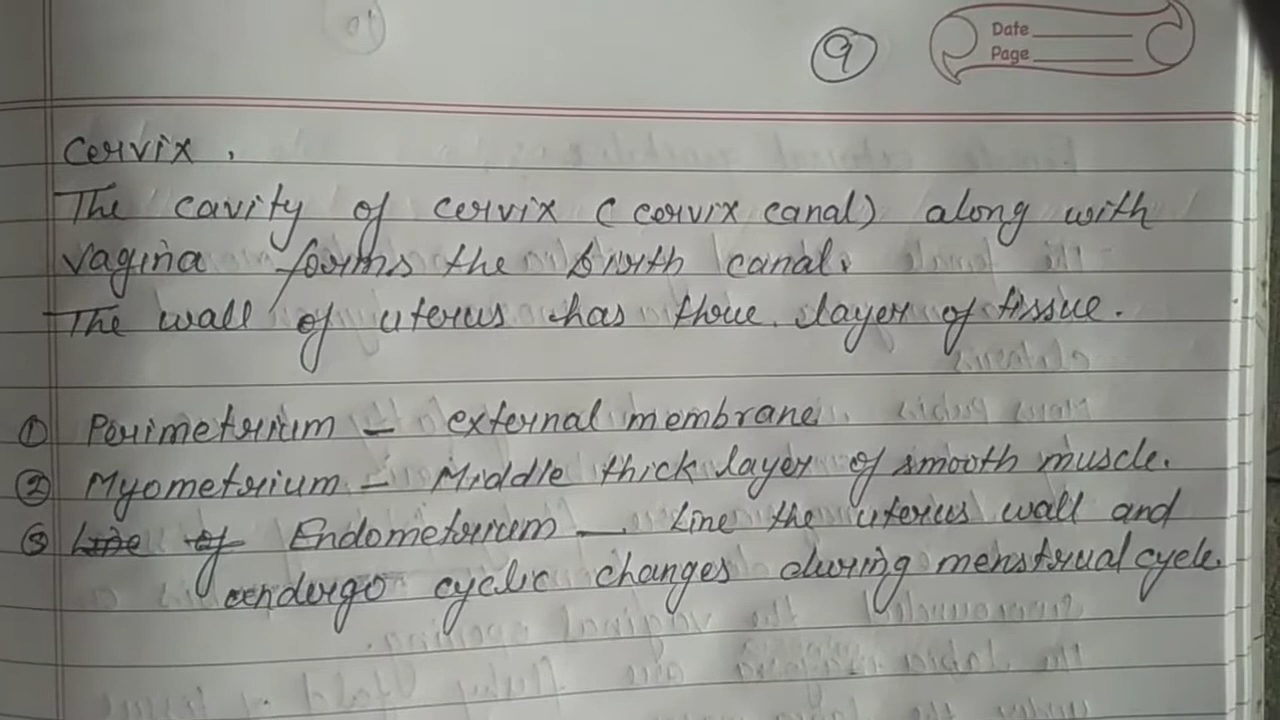 9
Date
Page
Cervix.
The cavity of cervix (cervix canal) along with
vagina forms the birth canal.
The wall of uterus has three layer of tissue.
① Perimetrium - external membrane.
② Myometrium - Middle thick layer of smooth muscle.
③ Line of Endometrium - Line the uterus wall and
undergo cyclic changes during menstrual cycle.